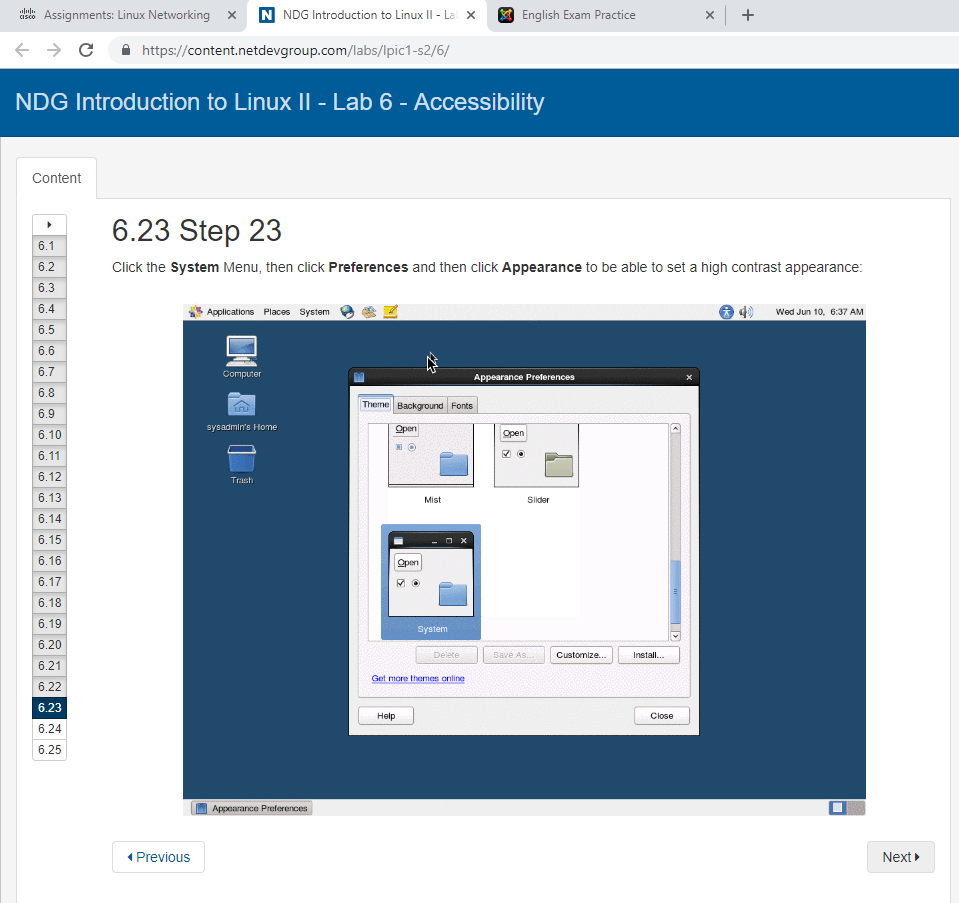 Assignments: Linux Networking
NDG Introduction to Linux II - La
English Exam Practice
https://content.netdevgroup.com/labs/lpic1-s2/6/
NDG Introduction to Linux II - Lab 6 - Accessibility
Content
6.1
6.2
6.3
6.4
6.5
6.6
6.7
6.8
6.9
6.10
6.11
6.12
6.13
6.14
6.15
6.16
6.17
6.18
6.19
6.20
6.21
6.22
6.23
6.24
6.25
6.23 Step 23
Click the System Menu, then click Preferences and then click Appearance to be able to set a high contrast appearance:
Applications Places System
Wed Jun 10, 6:37 AM
Computer
sysadmin's Home
Trash
Appearance Preferences
Theme Background Fonts
Open Open
Mist Slider
Open
System
Delete Save As... Customize... Install...
Get more themes online
Help Close
Appearance Preferences
Previous Next